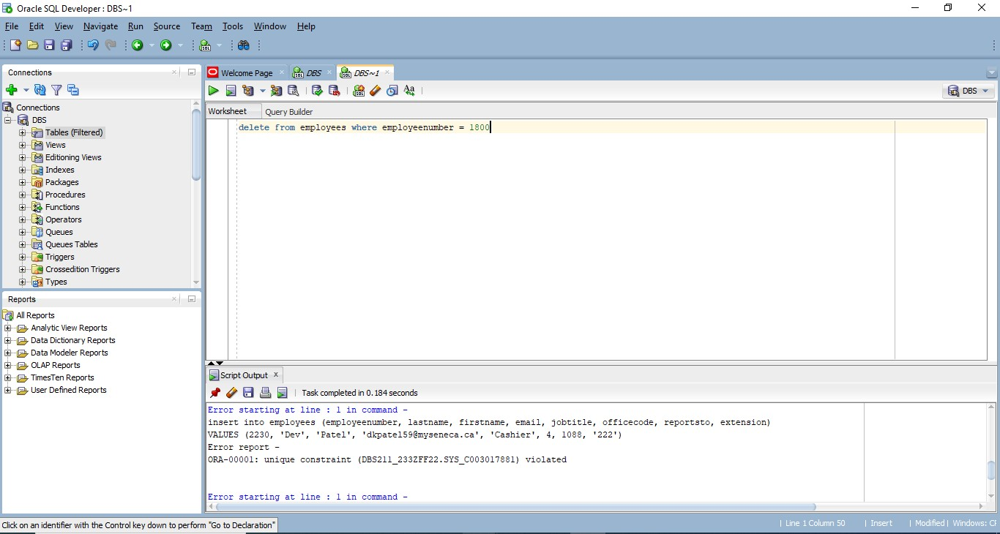 Oracle SQL Developer : DBS~1
File Edit View Navigate Run Source Team Tools Window Help
Connections
Welcome Page
DBS
DBS~1
DBS
Connections
DBS
Tables (Filtered)
Views
Editioning Views
Indexes
Packages
Procedures
Functions
Operators
Queues
Queues Tables
Triggers
Crossedition Triggers
Types
Worksheet Query Builder
delete from employees where employeenumber = 1800
Reports
All Reports
Analytic View Reports
Data Dictionary Reports
Data Modeler Reports
OLAP Reports
TimesTen Reports
User Defined Reports
Script Output
Task completed in 0.184 seconds
Error starting at line : 1 in command -
insert into employees (employeenumber, lastname, firstname, email, jobtitle, officecode, reportsto, extension)
VALUES (2230, 'Dev', 'Patel', 'dkpatel59@myseneca.ca', 'Cashier', 4, 1088, '222')
Error report -
ORA-00001: unique constraint (DBS211_233ZFF22.SYS_C003017881) violated
Error starting at line : 1 in command -
Click on an identifier with the Control key down to perform "Go to Declaration"
| Line 1 Column 50 | Insert | Modified | Windows: CF